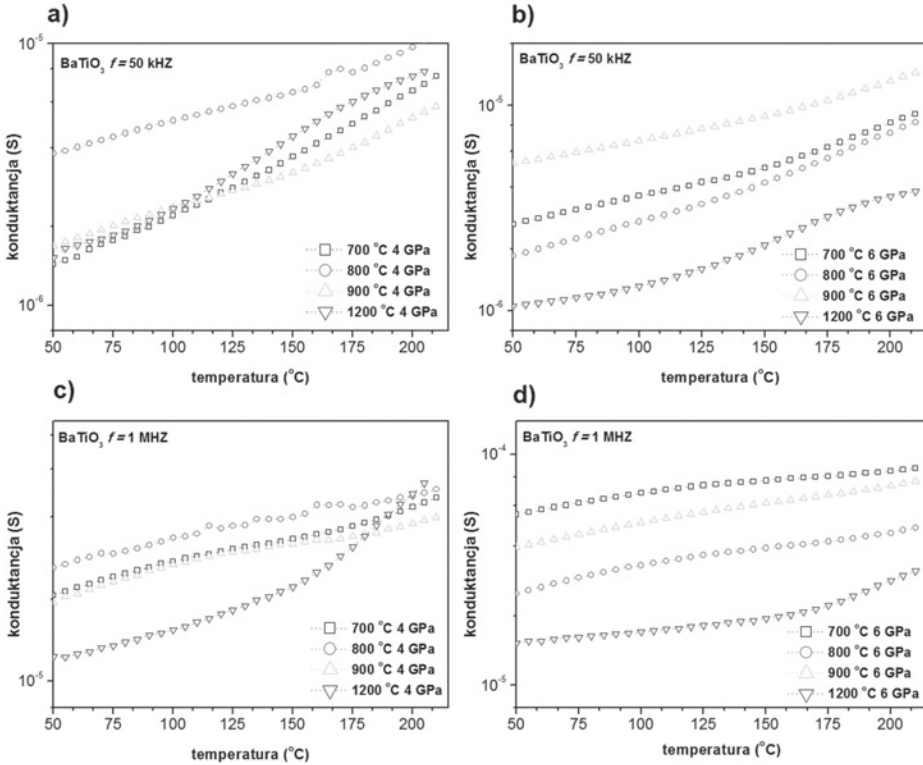 a)
BaTiO₃ f = 50 kHZ
10⁻⁵
10⁻⁶
konduktancja (S)
700 °C 4 GPa
800 °C 4 GPa
900 °C 4 GPa
1200 °C 4 GPa
50 75 100 125 150 175 200
temperatura (°C)
b)
BaTiO₃ f = 50 kHZ
10⁻⁵
10⁻⁶
konduktancja (S)
700 °C 6 GPa
800 °C 6 GPa
900 °C 6 GPa
1200 °C 6 GPa
50 75 100 125 150 175 200
temperatura (°C)
c)
BaTiO₃ f = 1 MHZ
10⁻⁵
konduktancja (S)
700 °C 4 GPa
800 °C 4 GPa
900 °C 4 GPa
1200 °C 4 GPa
50 75 100 125 150 175 200
temperatura (°C)
d)
BaTiO₃ f = 1 MHZ
10⁻⁴
10⁻⁵
konduktancja (S)
700 °C 6 GPa
800 °C 6 GPa
900 °C 6 GPa
1200 °C 6 GPa
50 75 100 125 150 175 200
temperatura (°C)